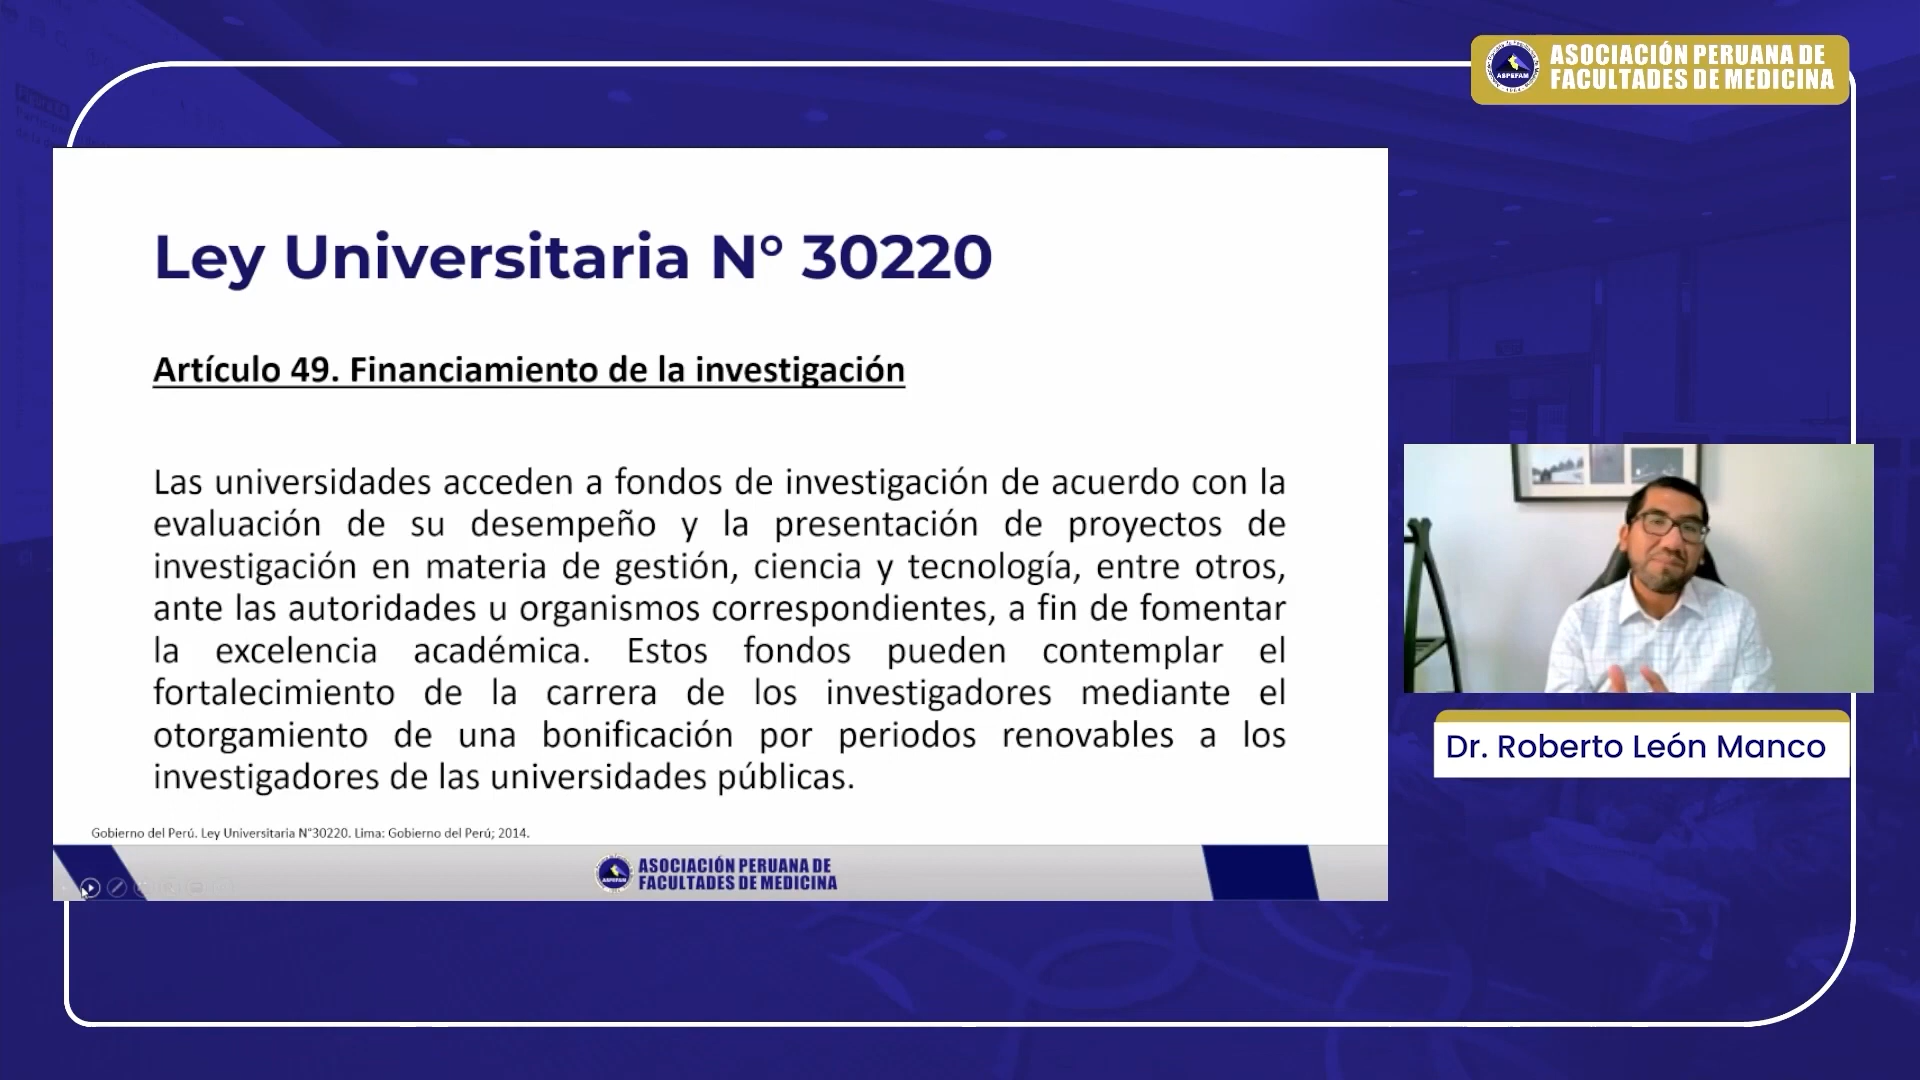 ASOCIACIÓN PERUANA DE
FACULTADES DE MEDICINA
ASPEFAM
Ley Universitaria N° 30220
Artículo 49. Financiamiento de la investigación
Las universidades acceden a fondos de investigación de acuerdo con la
evaluación de su desempeño y la presentación de proyectos de
investigación en materia de gestión, ciencia y tecnología, entre otros,
ante las autoridades u organismos correspondientes, a fin de fomentar
la excelencia académica. Estos fondos pueden contemplar el
fortalecimiento de la carrera de los investigadores mediante el
otorgamiento de una bonificación por periodos renovables a los
investigadores de las universidades públicas.
Gobierno del Perú. Ley Universitaria N°30220. Lima: Gobierno del Perú; 2014.
ASPEFAM
ASOCIACIÓN PERUANA DE
FACULTADES DE MEDICINA
Dr. Roberto León Manco